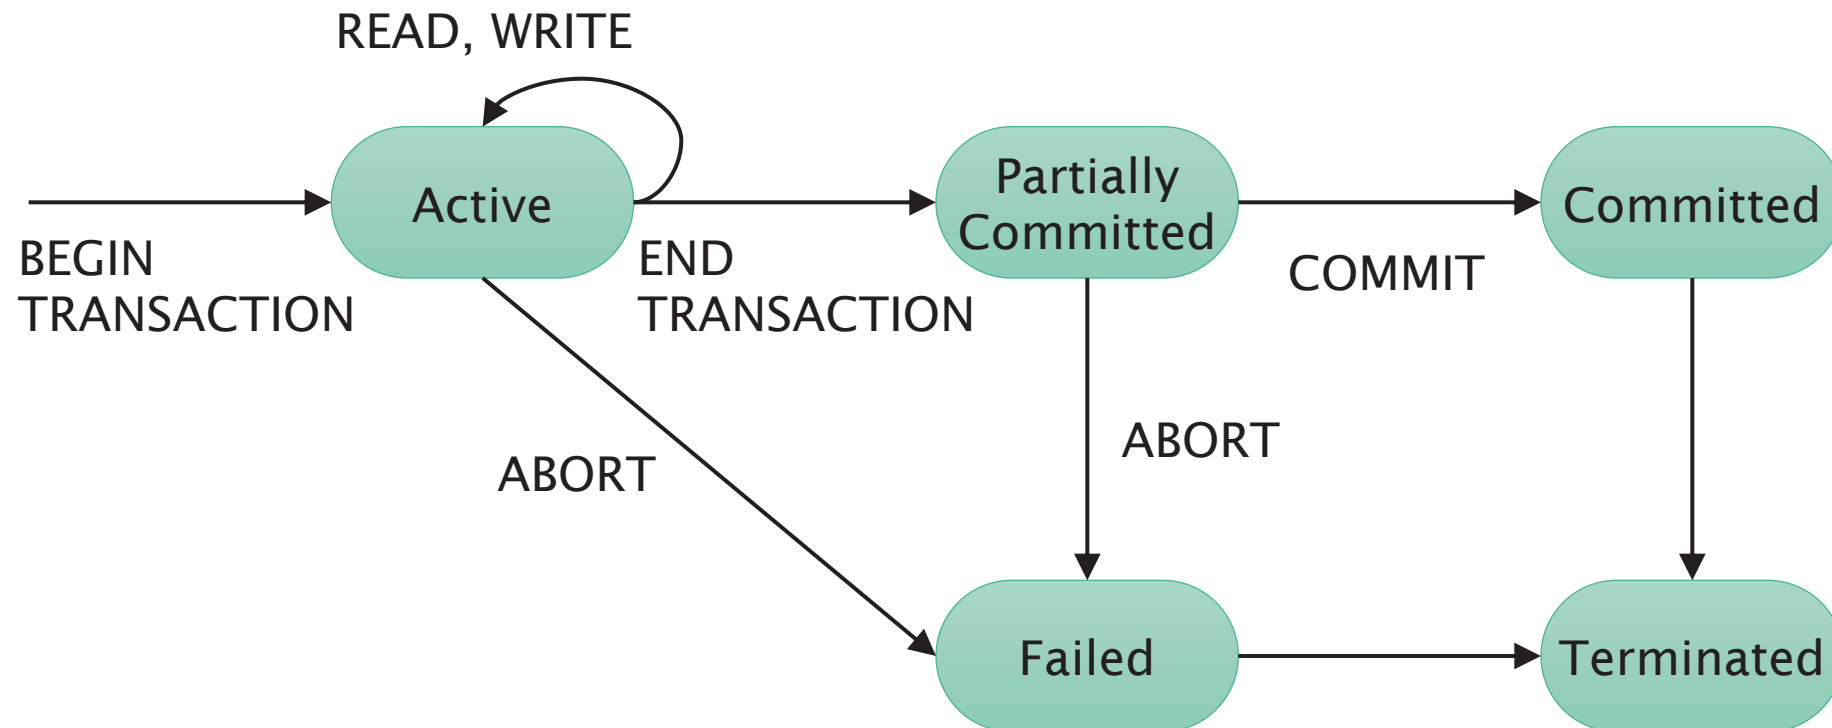 READ, WRITE
Active
Partially
Committed
Committed
BEGIN
TRANSACTION
END
TRANSACTION
COMMIT
ABORT
ABORT
Failed
Terminated